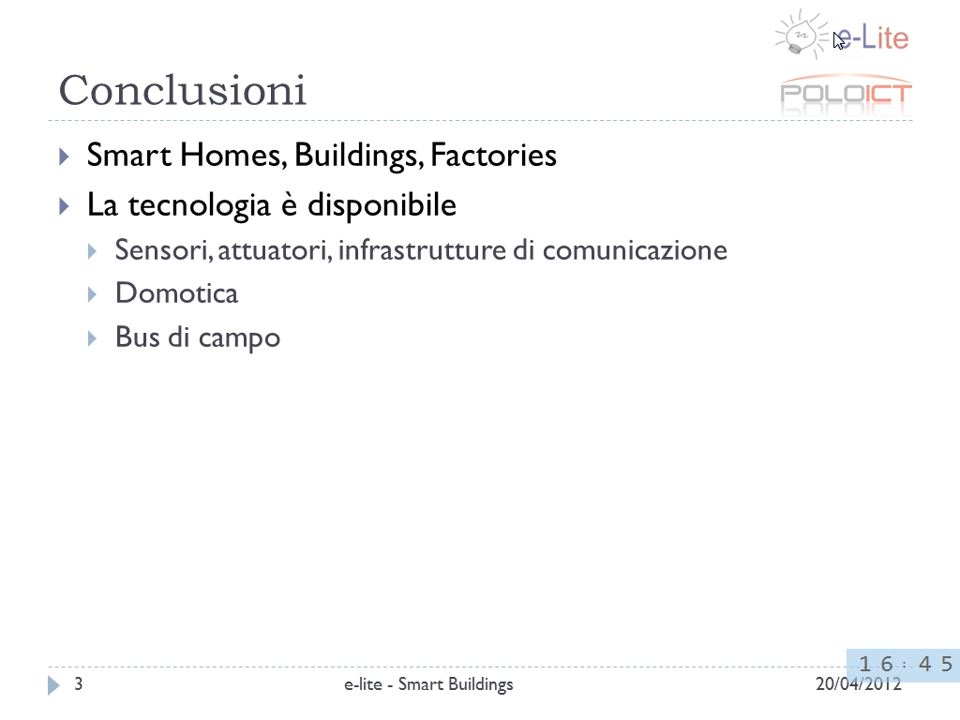 e-Lite
Conclusioni
POLOICT
Smart Homes, Buildings, Factories
La tecnologia è disponibile
Sensori, attuatori, infrastrutture di comunicazione
Domotica
Bus di campo
16:45
3
e-lite - Smart Buildings
20/04/2012